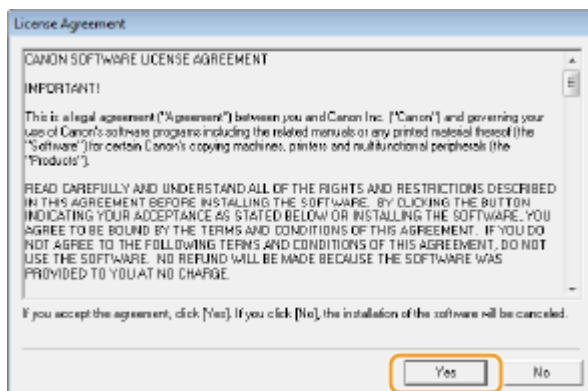 License Agreement
CANON SOFTWARE LICENSE AGREEMENT
IMPORTANT!
This is a legal agreement ("Agreement") between you and Canon Inc. ("Canon") and governing your
use of Canon's software programs including the related manuals or any printed material thereof (the
"Software") for certain Canon's copying machines, printers and multifunctional peripherals (the
"Products").
READ CAREFULLY AND UNDERSTAND ALL OF THE RIGHTS AND RESTRICTIONS DESCRIBED
IN THIS AGREEMENT BEFORE INSTALLING THE SOFTWARE. BY CLICKING THE BUTTON
INDICATING YOUR ACCEPTANCE AS STATED BELOW OR INSTALLING THE SOFTWARE, YOU
AGREE TO BE BOUND BY THE TERMS AND CONDITIONS OF THIS AGREEMENT. IF YOU DO
NOT AGREE TO THE FOLLOWING TERMS AND CONDITIONS OF THIS AGREEMENT, DO NOT
USE THE SOFTWARE. NO REFUND WILL BE MADE BECAUSE THE SOFTWARE WAS
PROVIDED TO YOU AT NO CHARGE.
If you accept the agreement, click [Yes]. If you click [No], the installation of the software will be canceled.
Yes No